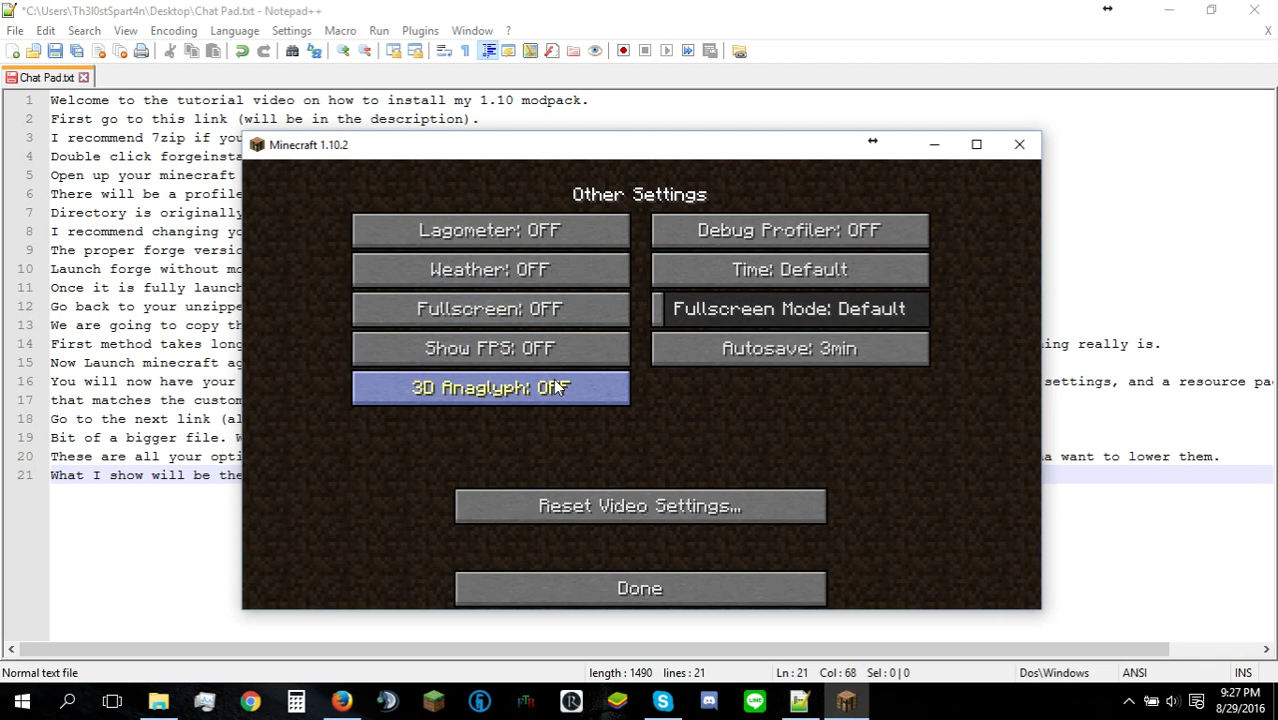 *C:\Users\Th3l0stSpart4n\Desktop\Chat Pad.txt - Notepad++
File Edit Search View Encoding Language Settings Macro Run Plugins Window ? X
Chat Pad.txt
1 Welcome to the tutorial video on how to install my 1.10 modpack.
2 First go to this link (will be in the description).
3 I recommend 7zip if you
4 Double click forgeinsta
5 Open up your minecraft
6 There will be a profile
7 Directory is originally
8 I recommend changing yo
9 The proper forge versio
10 Launch forge without mo
11 Once it is fully launch
12 Go back to your unzippe
13 We are going to copy th
14 First method takes long ning really is.
15 Now Launch minecraft ag
16 You will now have your settings, and a resource pac
17 that matches the custom
18 Go to the next link (al
19 Bit of a bigger file. W
20 These are all your opti na want to lower them.
21 What I show will be the
Minecraft 1.10.2
Other Settings
Lagometer: OFF Debug Profiler: OFF
Weather: OFF Time: Default
Fullscreen: OFF Fullscreen Mode: Default
Show FPS: OFF Autosave: 3min
3D Anaglyph: OFF
Reset Video Settings...
Done
Normal text file length : 1490 lines : 21 Ln : 21 Col : 68 Sel : 0 | 0 Dos\Windows ANSI INS
9:27 PM
8/29/2016